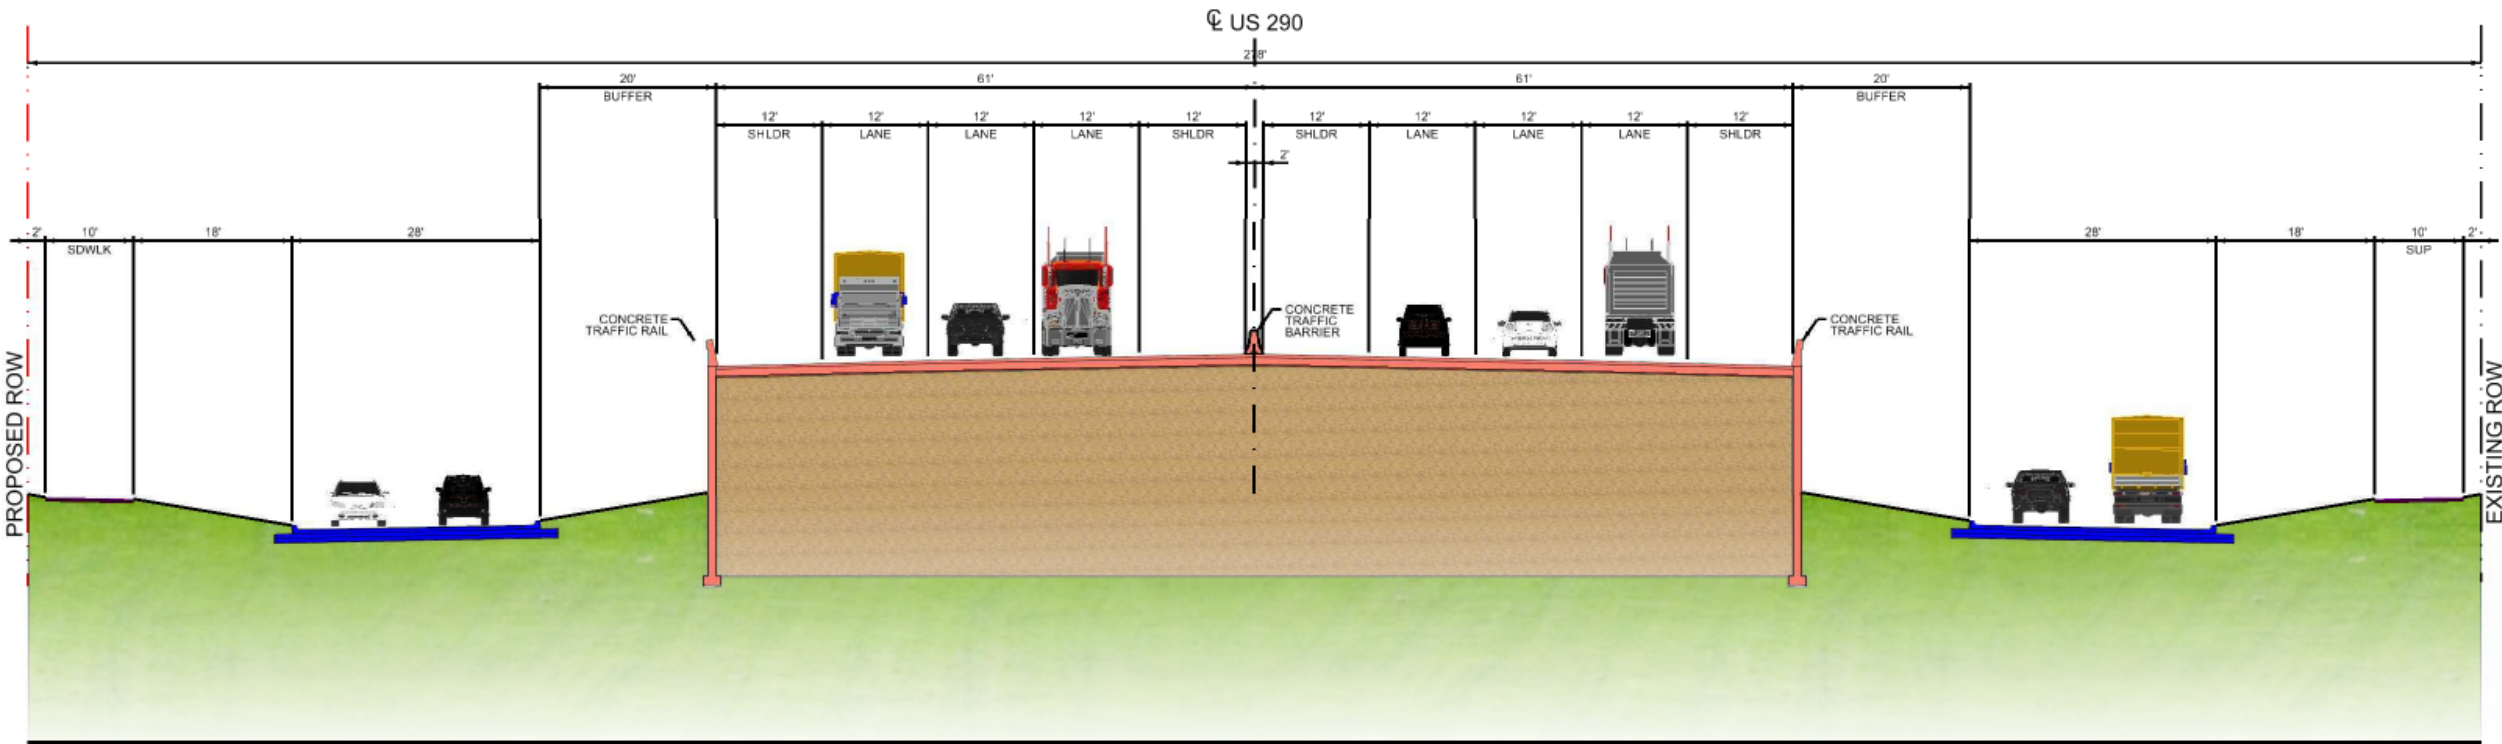 ℄ US 290
278'
20'
61'
61'
20'
BUFFER
BUFFER
12'
12'
12'
12'
12'
12'
12'
12'
12'
12'
SHLDR
LANE
LANE
LANE
SHLDR
SHLDR
LANE
LANE
LANE
SHLDR
2'
2'
10'
18'
28'
28'
18'
10'
2'
SDWLK
SUP
CONCRETE
TRAFFIC RAIL
CONCRETE
TRAFFIC
BARRIER
CONCRETE
TRAFFIC RAIL
PROPOSED ROW
EXISTING ROW